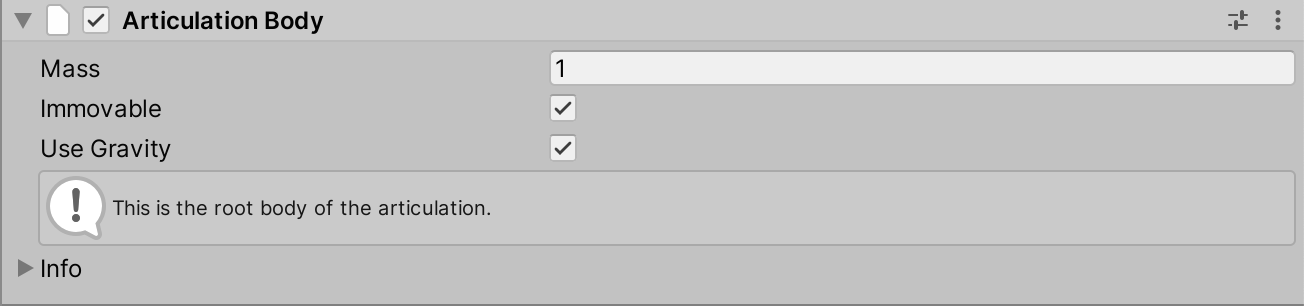 Articulation Body
Mass 1
Immovable
Use Gravity
This is the root body of the articulation.
Info